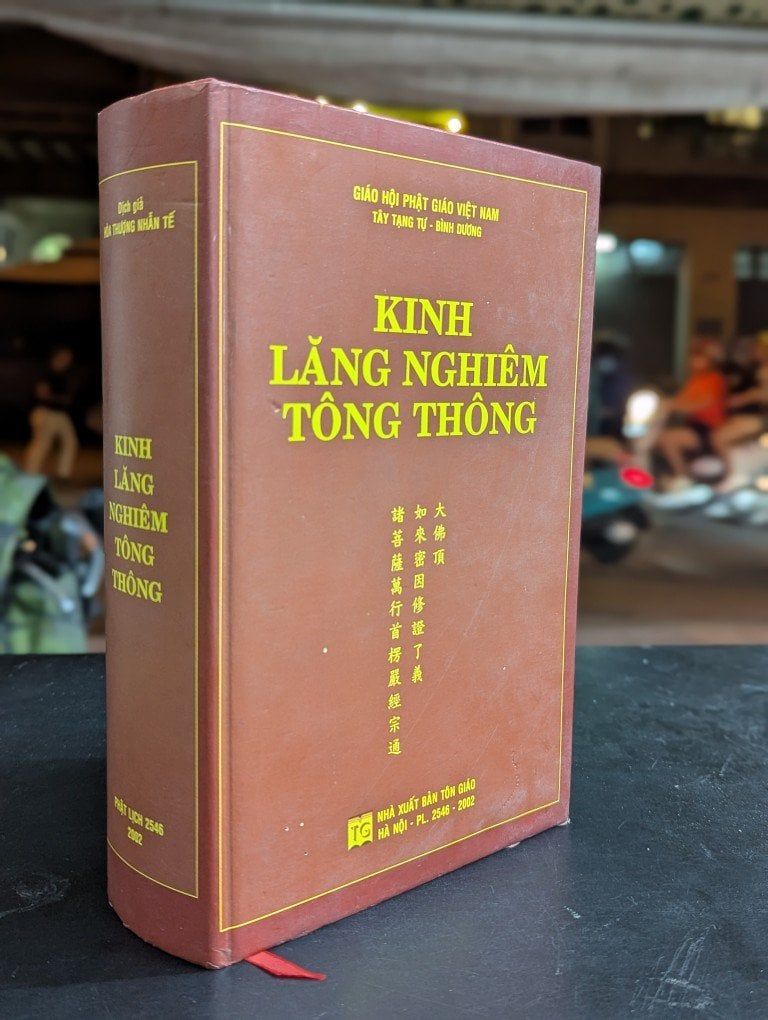 Dịch giả
HÒA THƯỢNG NHẪN TẾ
KINH
LĂNG
NGHIÊM
TÔNG
THÔNG
PHẬT LỊCH 2546
2002
GIÁO HỘI PHẬT GIÁO VIỆT NAM
TÂY TẠNG TỰ - BÌNH DƯƠNG
KINH
LĂNG NGHIÊM
TÔNG THÔNG
大佛頂
如來密因修證了義
諸菩薩萬行首楞嚴經宗通
TG
NHÀ XUẤT BẢN TÔN GIÁO
HÀ NỘI - PL. 2546 - 2002